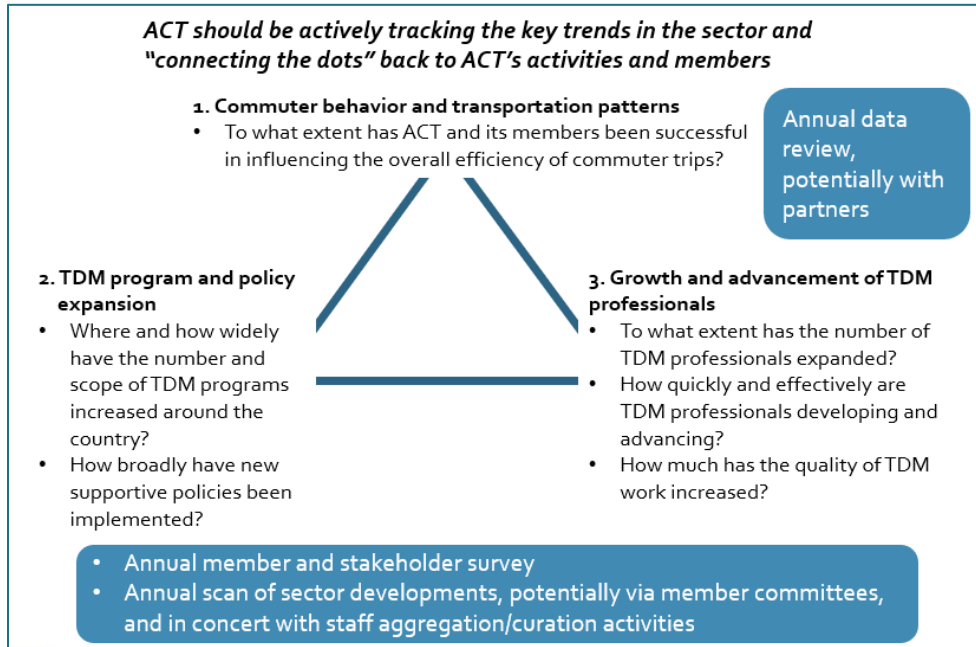 ACT should be actively tracking the key trends in the sector and
“connecting the dots” back to ACT’s activities and members
1. Commuter behavior and transportation patterns
• To what extent has ACT and its members been successful
in influencing the overall efficiency of commuter trips?
Annual data
review,
potentially with
partners
2. TDM program and policy
expansion
• Where and how widely
have the number and
scope of TDM programs
increased around the
country?
• How broadly have new
supportive policies been
implemented?
3. Growth and advancement of TDM
professionals
• To what extent has the number of
TDM professionals expanded?
• How quickly and effectively are
TDM professionals developing and
advancing?
• How much has the quality of TDM
work increased?
• Annual member and stakeholder survey
• Annual scan of sector developments, potentially via member committees,
and in concert with staff aggregation/curation activities